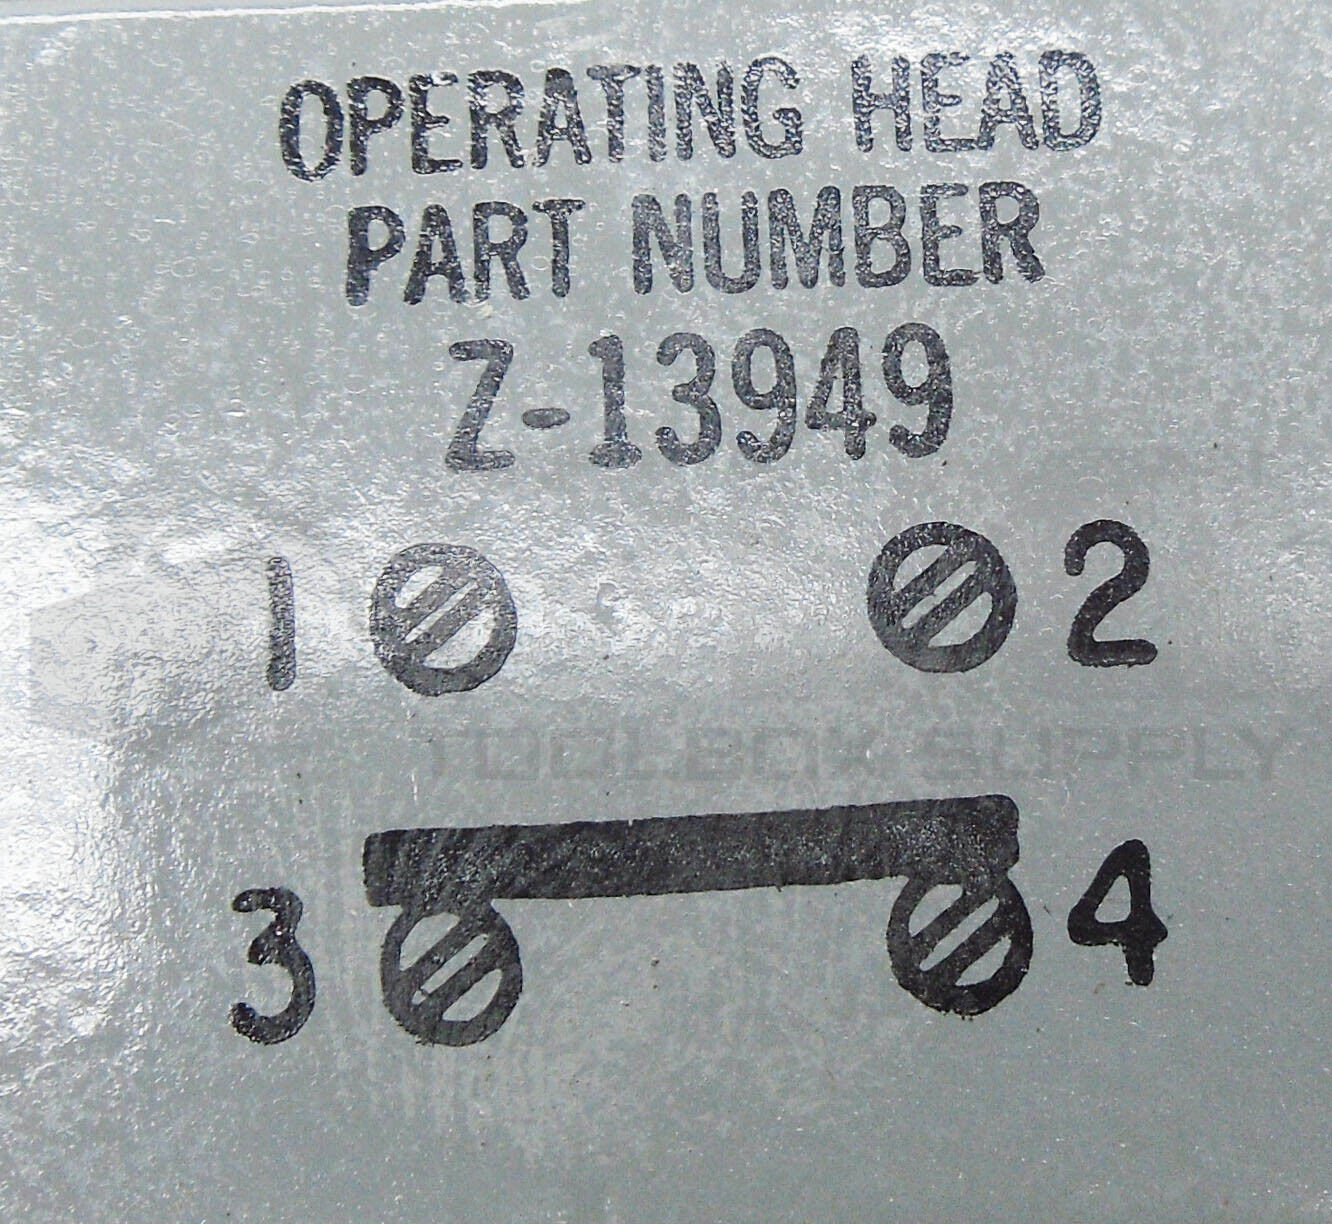 OPERATING HEAD
PART NUMBER
Z-13949
1 2
TOOLBOX SUPPLY
3 4